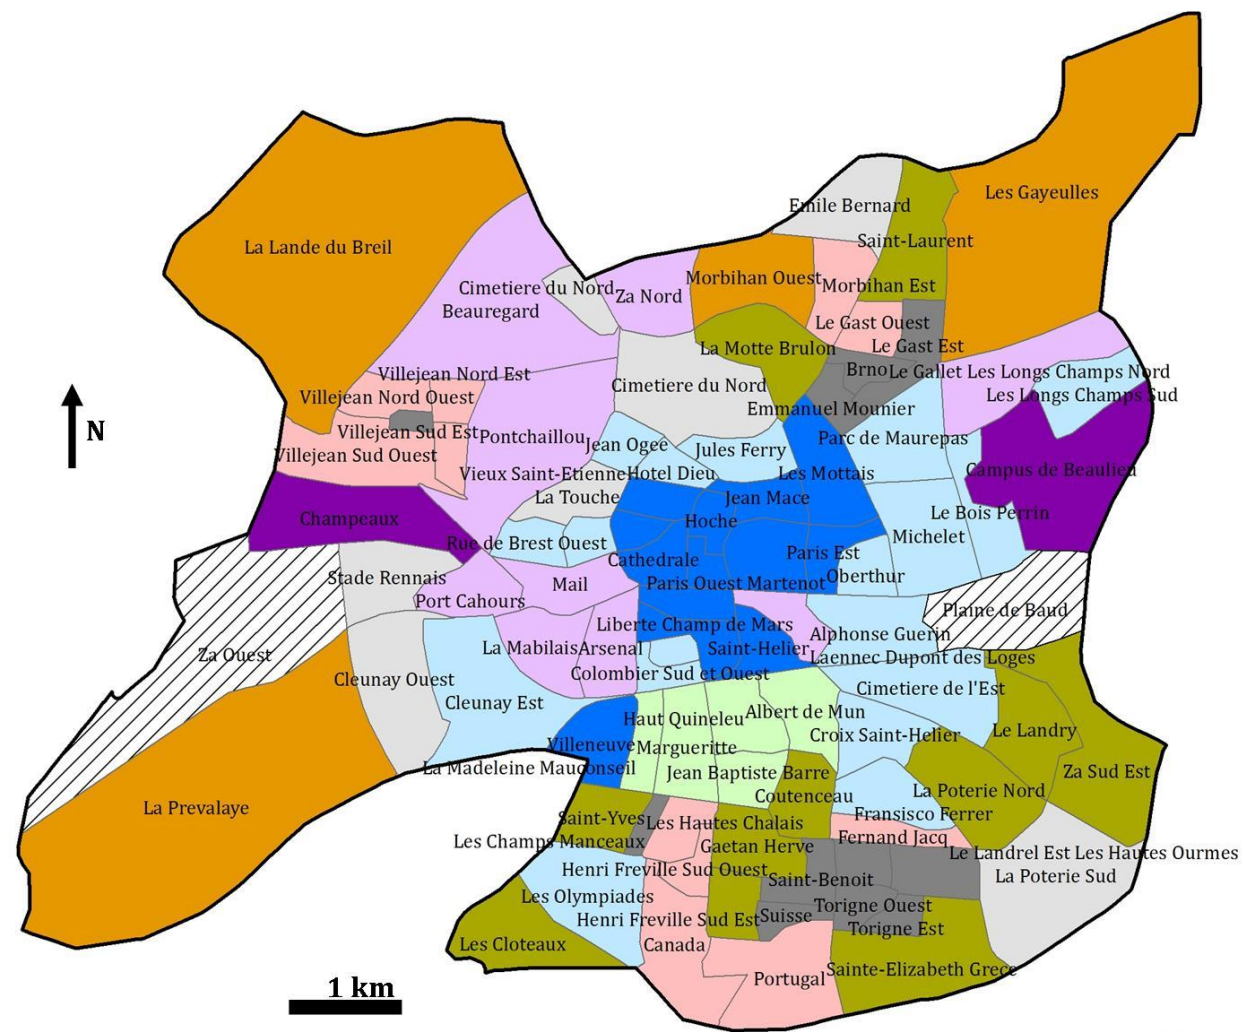 Les Gayeulles
Emile Bernard
Saint-Laurent
La Lande du Breil
Morbihan Ouest
Morbihan Est
Cimetiere du Nord
Za Nord
Beauregard
Le Gast Ouest
Le Gast Est
La Motte Brulon
Villejean Nord Est
Cimetiere du Nord
Brno
Le Gallet
Les Longs Champs Nord
Les Longs Champs Sud
Villejean Nord Ouest
Emmanuel Mounier
N
Villejean Sud Est
Pontchaillou
Jean Ogee
Jules Ferry
Parc de Maurepas
Villejean Sud Ouest
Vieux Saint-Etienne
Hotel Dieu
Les Mottais
Campus de Beaulieu
La Touche
Jean Mace
Champeaux
Hoche
Le Bois Perrin
Rue de Brest Ouest
Michelet
Cathedrale
Paris Est
Stade Rennais
Mail
Paris Ouest
Martenot
Oberthur
Port Cahours
Plaine de Baud
Liberte
Champ de Mars
Alphonse Guerin
La Mabilais
Arsenal
Saint-Helier
Laennec
Dupont des Loges
Za Ouest
Colombier Sud et Ouest
Cleunay Ouest
Cimetiere de l'Est
Cleunay Est
Haut Quineleu
Albert de Mun
Croix Saint-Helier
Le Landry
Villeneuve
Margueritte
La Madeleine Mauconseil
Jean Baptiste Barre
Za Sud Est
Coutenceau
La Poterie Nord
La Prevalaye
Fransisco Ferrer
Saint-Yves
Les Hautes Chalais
Fernand Jacq
Les Champs Manceaux
Gaetan Herve
Le Landrel Est
Les Hautes Ourmes
Henri Freville Sud Ouest
Saint-Benoit
La Poterie Sud
Les Olympiades
Torigne Ouest
Henri Freville Sud Est
Suisse
Torigne Est
Les Cloteaux
Canada
Portugal
Sainte-Elizabeth
Grece
1 km